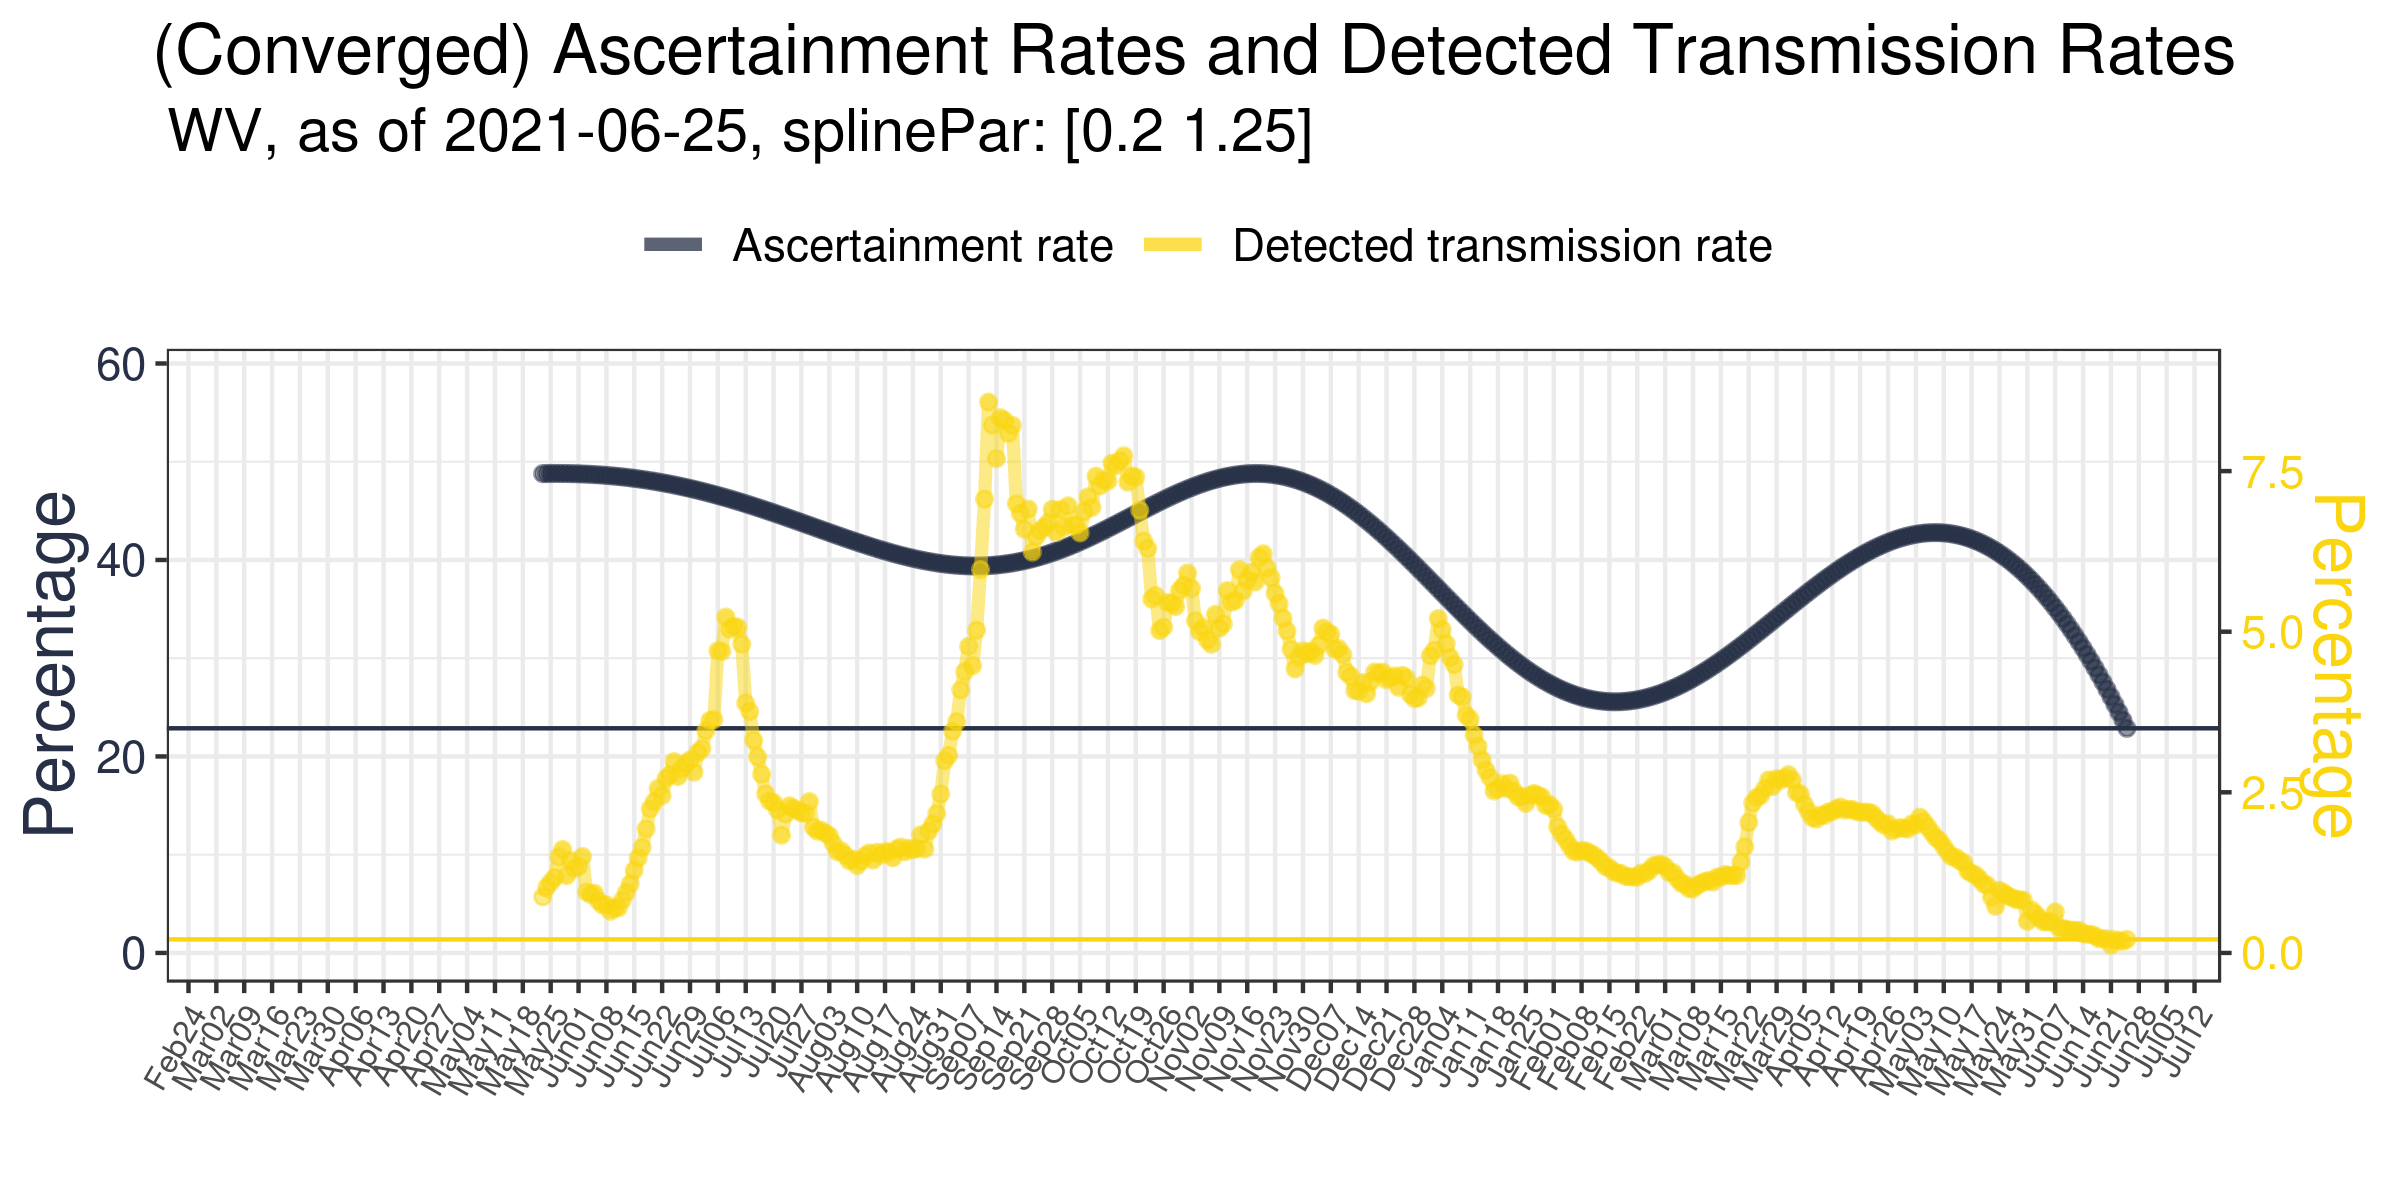 (Converged) Ascertainment Rates and Detected Transmission Rates
WV, as of 2021-06-25, splinePar: [0.2 1.25]
Ascertainment rate
Detected transmission rate
Percentage
60
40
20
0
7.5
5.0
2.5
0.0
Percentage
Feb24
Mar02
Mar09
Mar16
Mar23
Mar30
Apr06
Apr13
Apr20
Apr27
May04
May11
May18
May25
Jun01
Jun08
Jun15
Jun22
Jun29
Jul06
Jul13
Jul20
Jul27
Aug03
Aug10
Aug17
Aug24
Aug31
Sep07
Sep14
Sep21
Sep28
Oct05
Oct12
Oct19
Oct26
Nov02
Nov09
Nov16
Nov23
Nov30
Dec07
Dec14
Dec21
Dec28
Jan04
Jan11
Jan18
Jan25
Feb01
Feb08
Feb15
Feb22
Mar01
Mar08
Mar15
Mar22
Mar29
Apr05
Apr12
Apr19
Apr26
May03
May10
May17
May24
May31
Jun07
Jun14
Jun21
Jun28
Jul05
Jul12